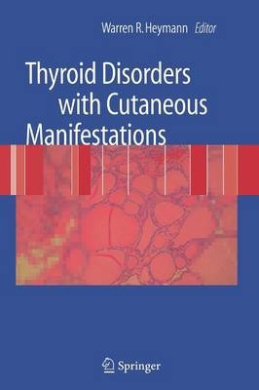 Warren R. Heymann Editor
Thyroid Disorders
with Cutaneous
Manifestations
Springer